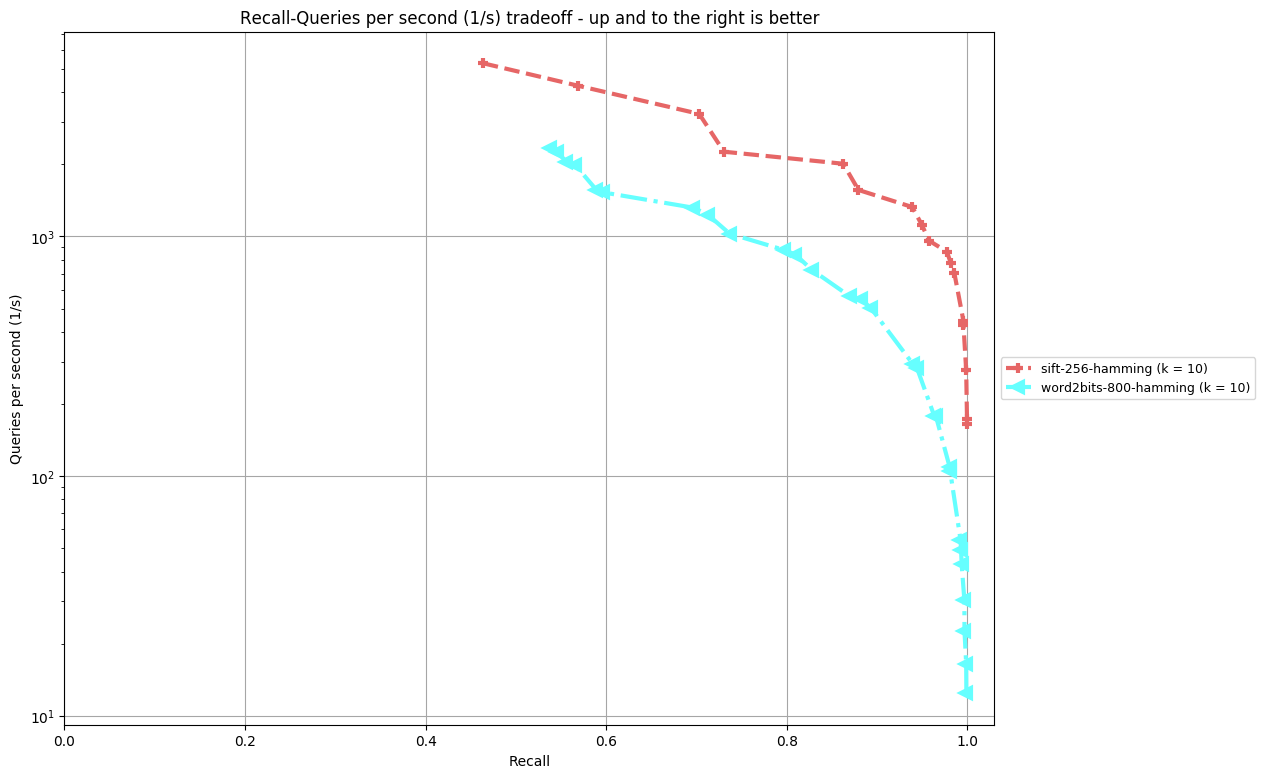 Recall-Queries per second (1/s) tradeoff - up and to the right is better
Queries per second (1/s)
10³
10²
10¹
0.0 0.2 0.4 0.6 0.8 1.0
Recall
sift-256-hamming (k = 10)
word2bits-800-hamming (k = 10)